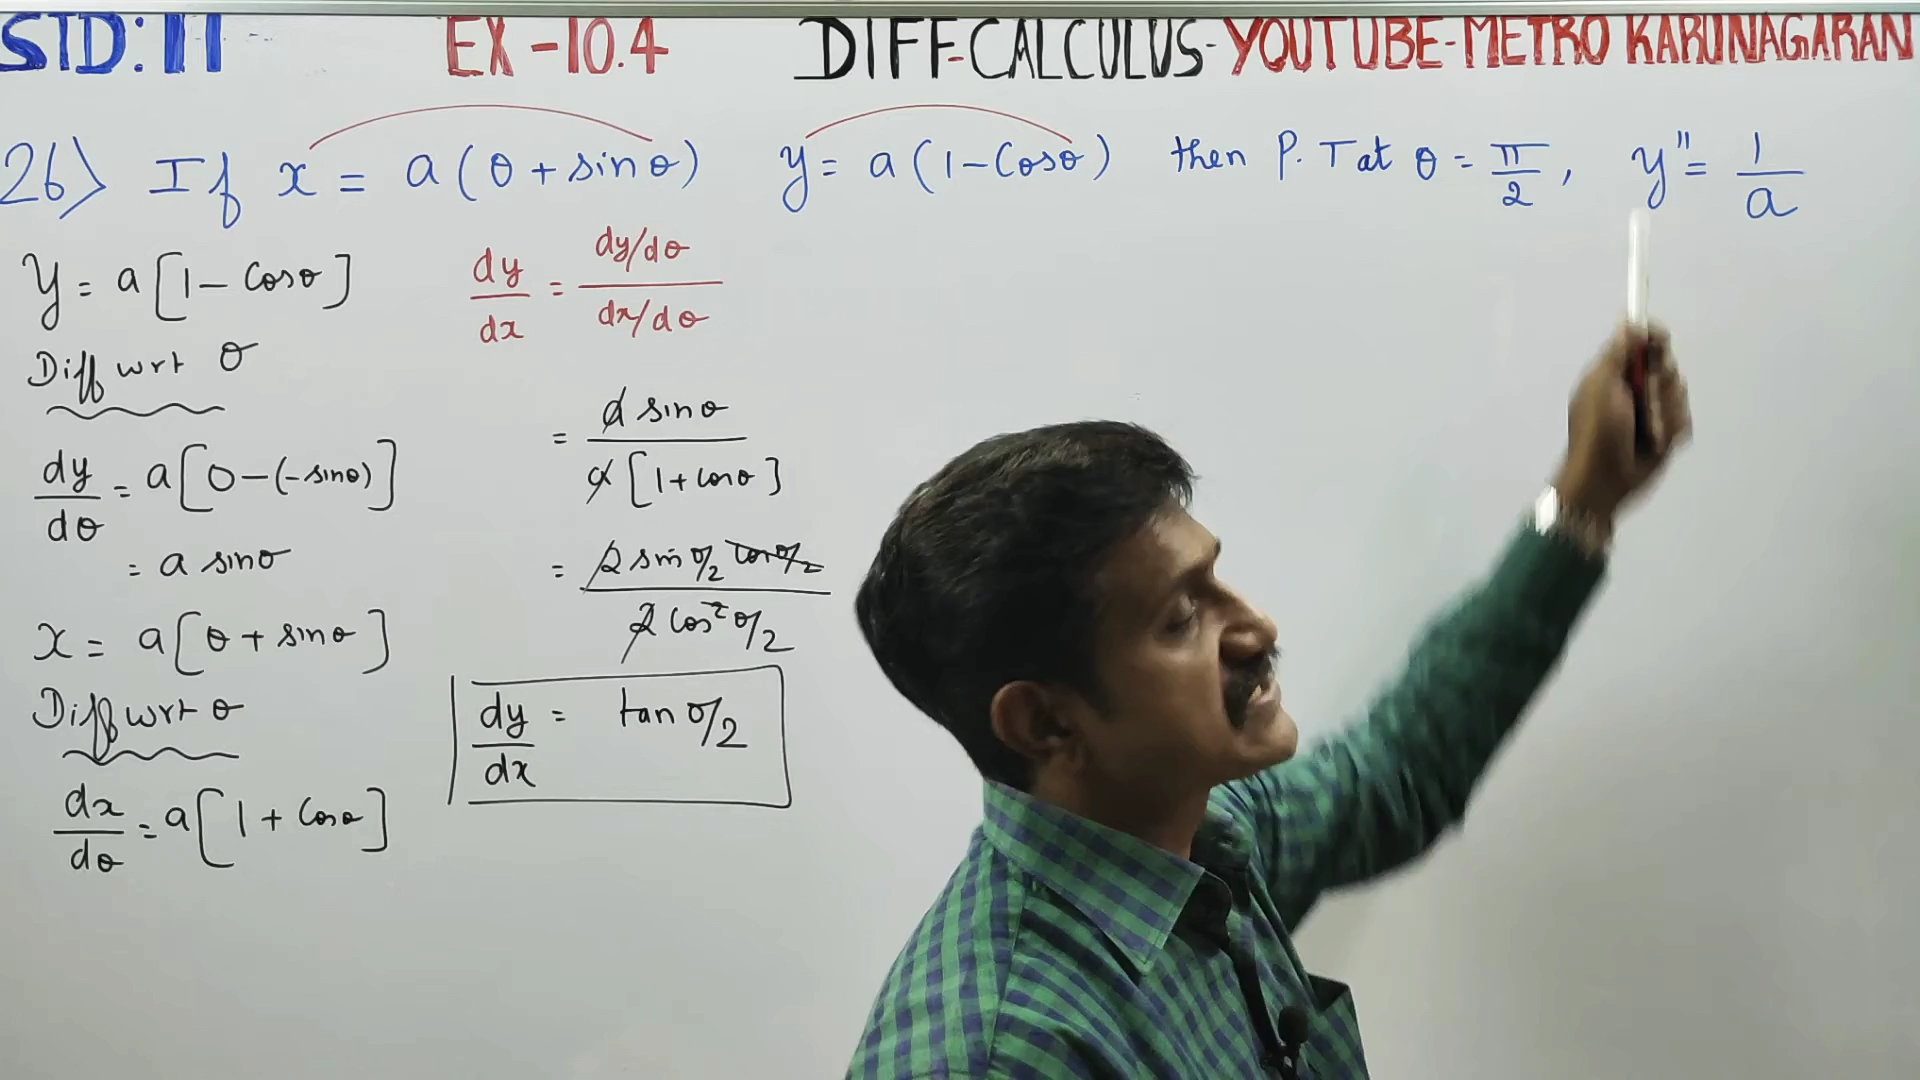 STD: 11 EX-10.4 DIFF-CALCULUS-YOUTUBE-METRO KARUNAGARAN
26) If x = a(θ + sinθ) y = a(1-Cosθ) then P.T at θ = π/2, y" = 1/a
y = a[1-cosθ]
Diff wrt θ
dy/dθ = a[0-(-sinθ)]
= a sinθ
x = a[θ + sinθ]
Diff wrt θ
dx/dθ = a[1 + cosθ]
dy/dx = dy/dθ / dx/dθ
= a sinθ / a[1+cosθ]
= 2 sin θ/2 cos θ/2 / 2 cos² θ/2
dy/dx = tan θ/2